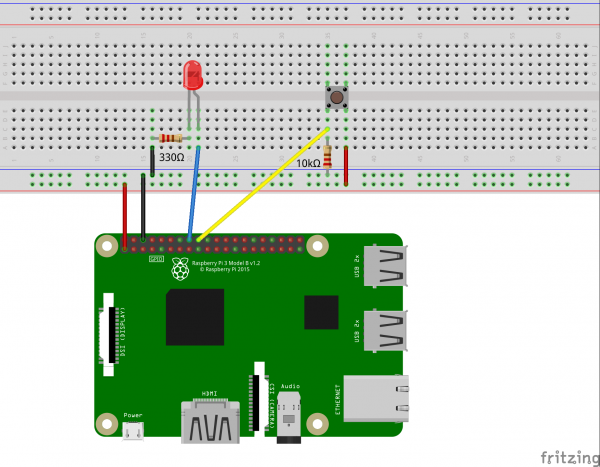 330Ω
10kΩ
GPIO
Raspberry Pi 3 Model B v1.2
© Raspberry Pi 2015
DSI (DISPLAY)
USB 2x
USB 2x
ETHERNET
HDMI
CSI (CAMERA)
Audio
Power
fritzing